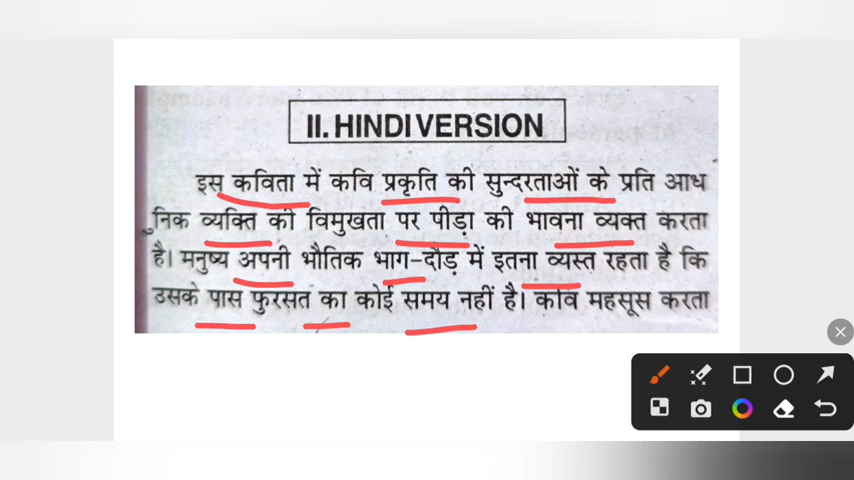 II. HINDI VERSION
इस कविता में कवि प्रकृति की सुन्दरताओं के प्रति आध
ुनिक व्यक्ति की विमुखता पर पीड़ा की भावना व्यक्त करता
है। मनुष्य अपनी भौतिक भाग-दौड़ में इतना व्यस्त रहता है कि
उसके पास फुरसत का कोई समय नहीं है। कवि महसूस करता